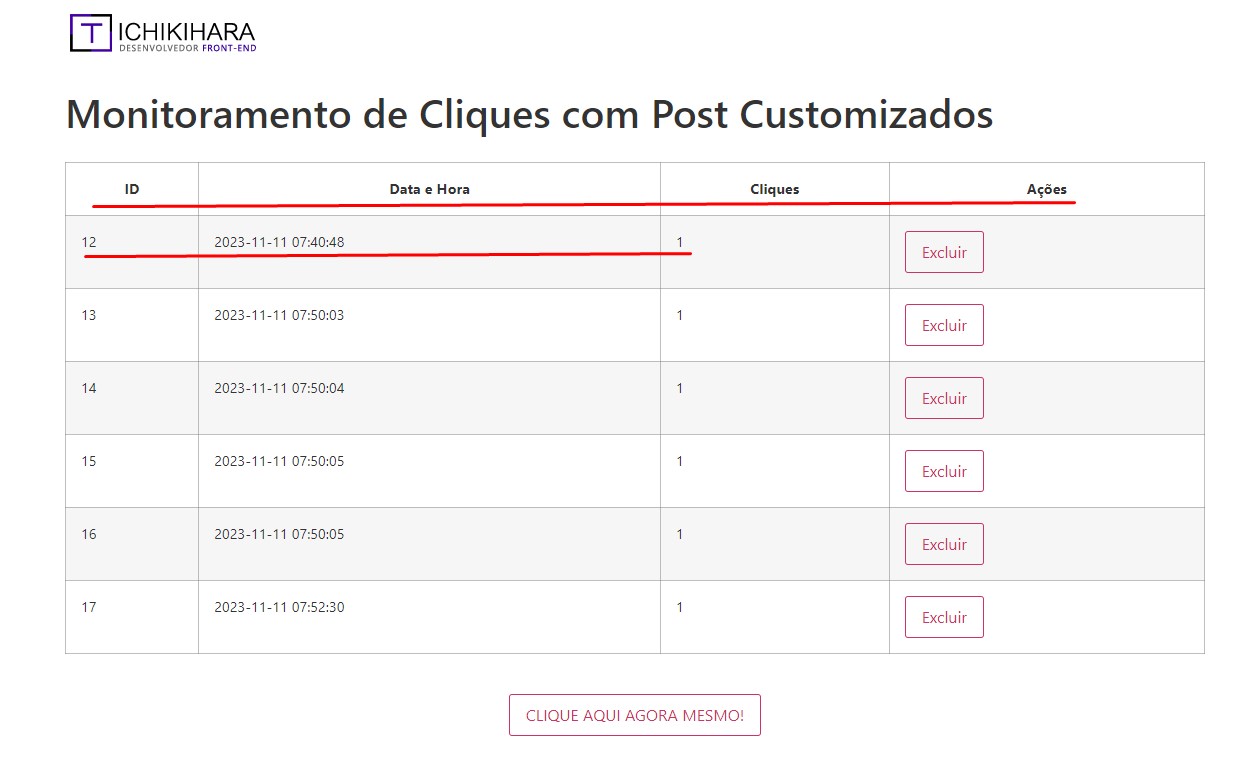 T ICHIKIHARA
DESENVOLVEDOR FRONT-END
Monitoramento de Cliques com Post Customizados
ID Data e Hora Cliques Ações
12 2023-11-11 07:40:48 1 Excluir
13 2023-11-11 07:50:03 1 Excluir
14 2023-11-11 07:50:04 1 Excluir
15 2023-11-11 07:50:05 1 Excluir
16 2023-11-11 07:50:05 1 Excluir
17 2023-11-11 07:52:30 1 Excluir
CLIQUE AQUI AGORA MESMO!